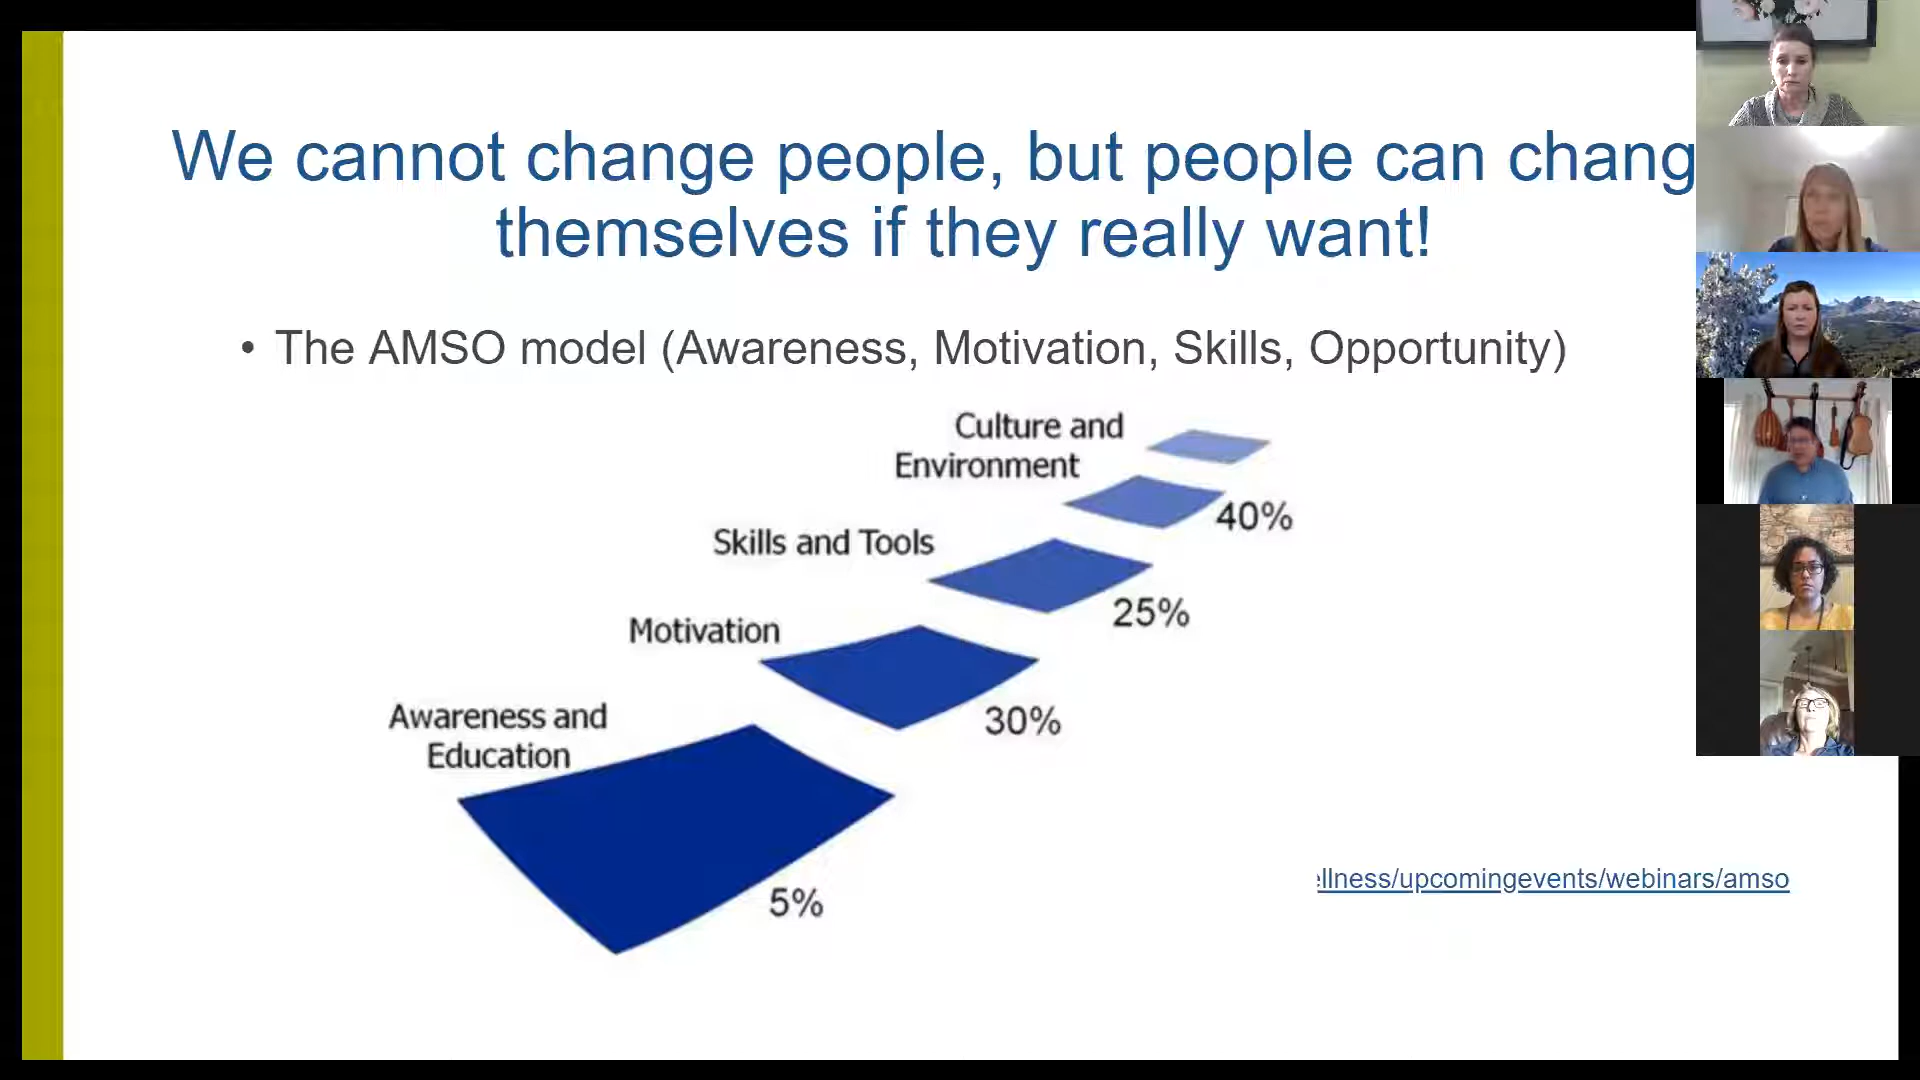 We cannot change people, but people can chang
themselves if they really want!
• The AMSO model (Awareness, Motivation, Skills, Opportunity)
Culture and
Environment
40%
Skills and Tools
25%
Motivation
30%
Awareness and
Education
5%
ellness/upcomingevents/webinars/amso